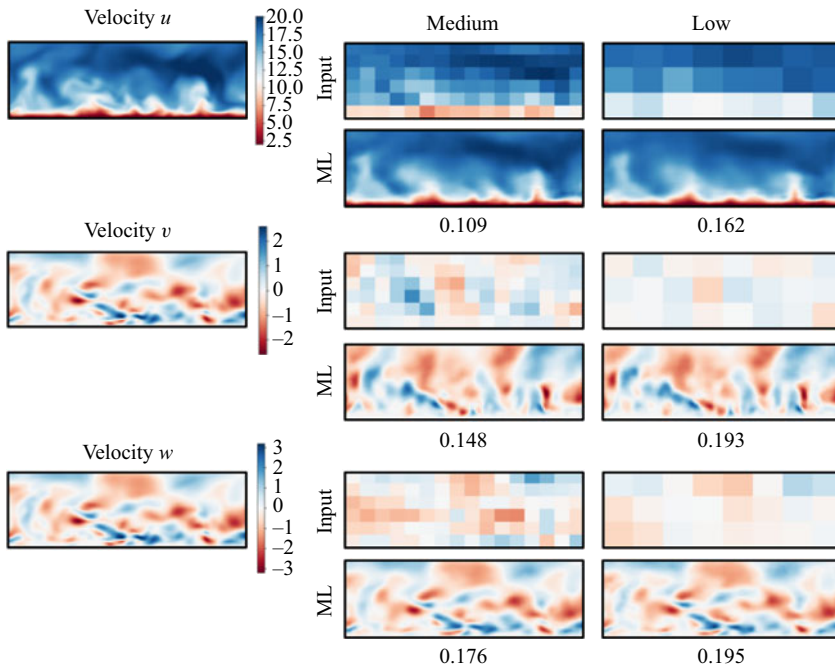 Velocity u
20.0
17.5
15.0
12.5
10.0
7.5
5.0
2.5
Medium
Low
Input
ML
0.109
0.162
Velocity v
2
1
0
−1
−2
Input
ML
0.148
0.193
Velocity w
3
2
1
0
−1
−2
−3
Input
ML
0.176
0.195